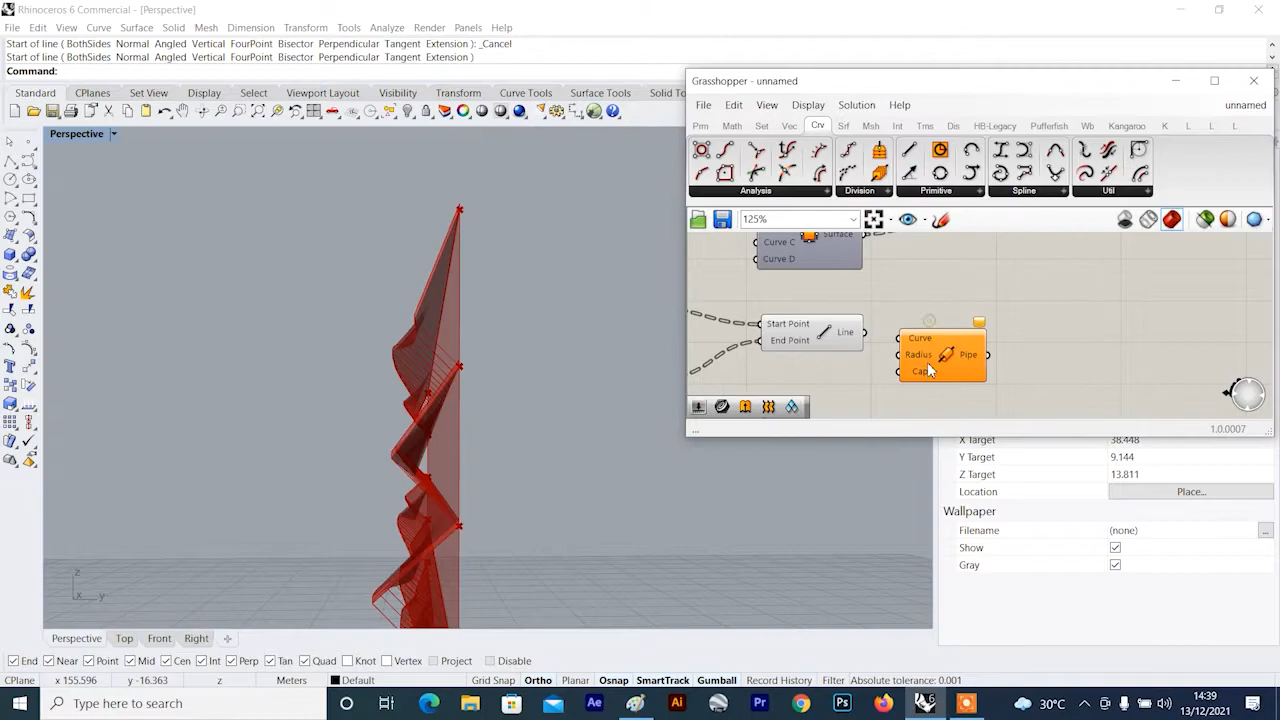 Rhinoceros 6 Commercial - [Perspective]
File Edit View Curve Surface Solid Mesh Dimension Transform Tools Analyze Render Panels Help
Start of line ( BothSides Normal Angled Vertical FourPoint Bisector Perpendicular Tangent Extension ): _Cancel
Start of line ( BothSides Normal Angled Vertical FourPoint Bisector Perpendicular Tangent Extension )
Command:
Standard CPlanes Set View Display Select Viewport Layout Visibility Transform Curve Tools Surface Tools Solid To
Perspective
Grasshopper - unnamed
File Edit View Display Solution Help unnamed
Prm Math Set Vec Crv Srf Msh Int Trns Dis HB-Legacy Pufferfish Wb Kangaroo K L L L
Analysis Division Primitive Spline Util
125%
Surface
Curve C
Curve D
Start Point
End Point
Line
Curve
Radius
Pipe
...
1.0.0007
X Target 38.448
Y Target 9.144
Z Target 13.811
Location Place...
Wallpaper
Filename (none) ...
Show
Gray
z
x y
Perspective Top Front Right
End Near Point Mid Cen Int Perp Tan Quad Knot Vertex Project Disable
CPlane x 155.596 y -16.363 z Meters Default Grid Snap Ortho Planar Osnap SmartTrack Gumball Record History Filter Absolute tolerance: 0.001
Type here to search
30°C
14:39
13/12/2021